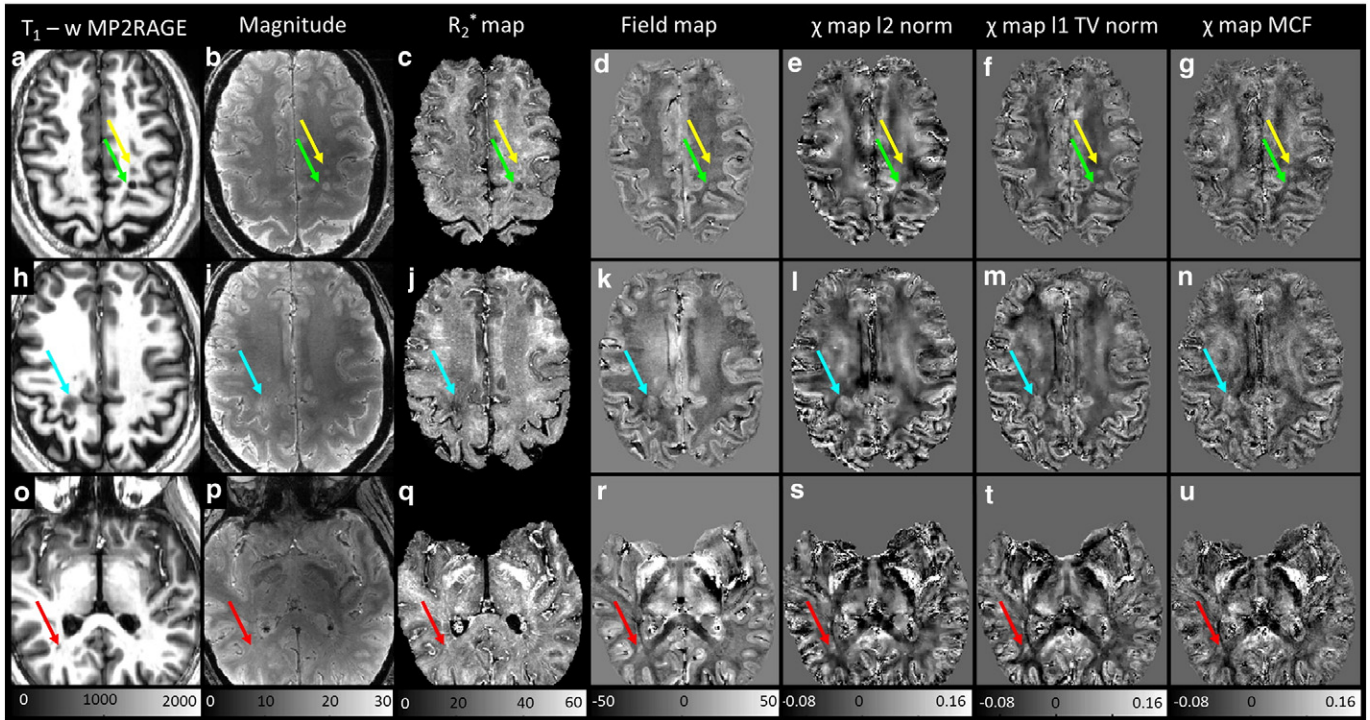 T₁ – w MP2RAGE Magnitude R₂* map Field map χ map l2 norm χ map l1 TV norm χ map MCF
a b c d e f g
h i j k l m n
o p q r s t u
0 1000 2000 0 10 20 30 0 20 40 60 -50 0 50 -0.08 0 0.16 -0.08 0 0.16 -0.08 0 0.16